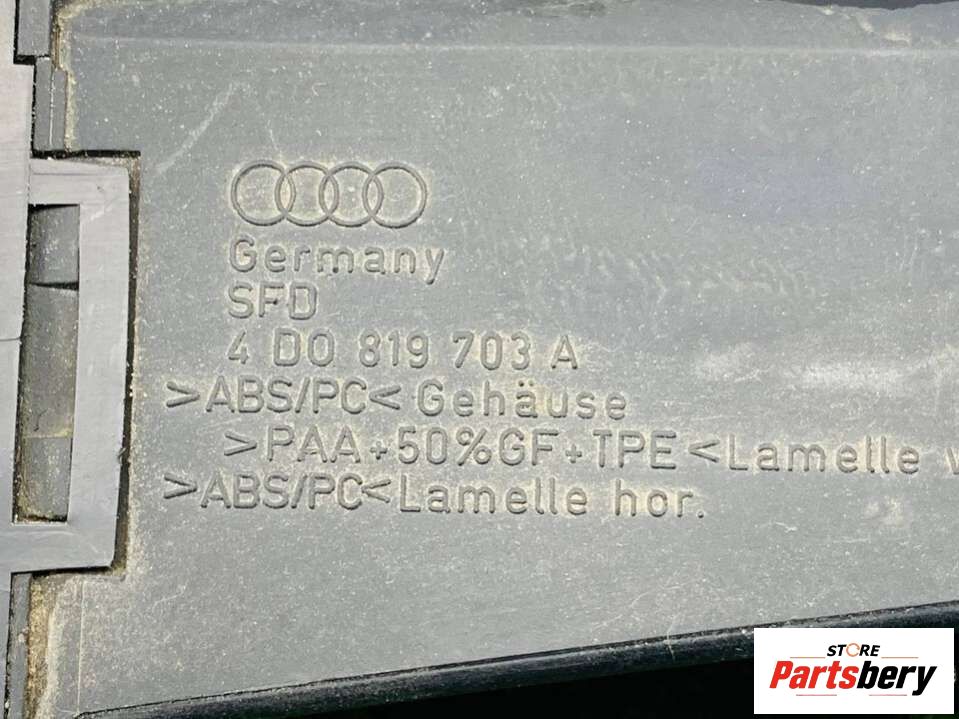 Germany
SFD
4 D0 819 703 A
>ABS/PC< Gehäuse
>PAA+50%GF+TPE<Lamelle
>ABS/PC<Lamelle hor.
STORE
Partsbery